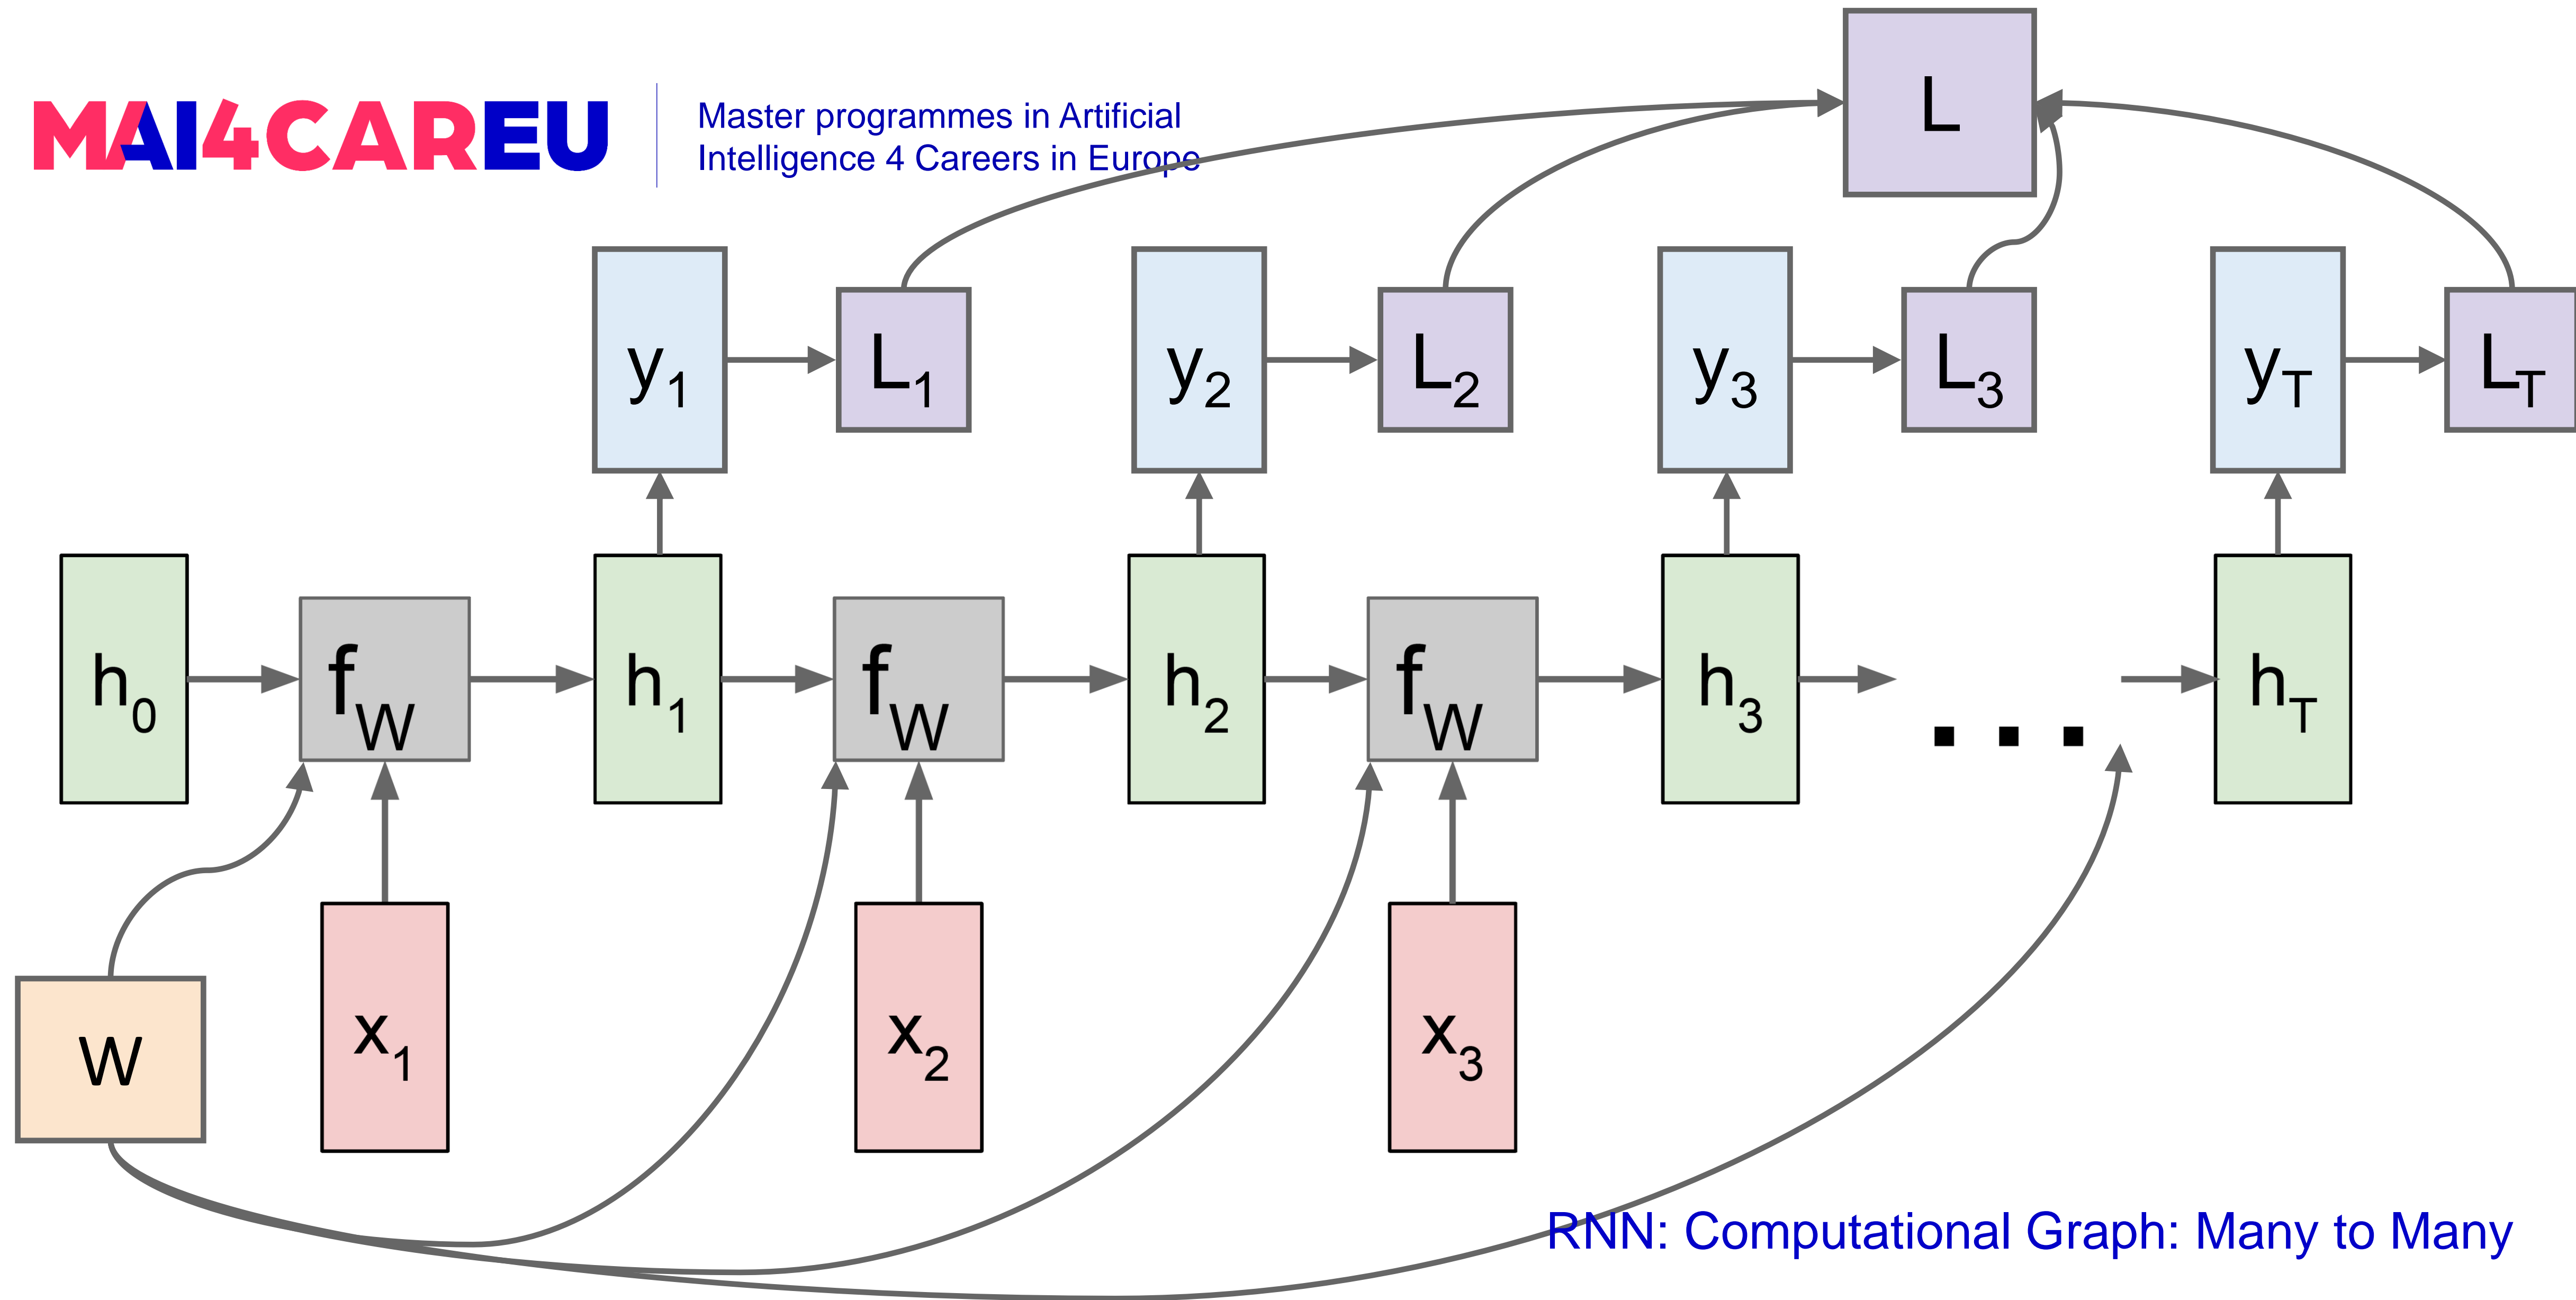 L
MAI4CAREU
Master programmes in Artificial
Intelligence 4 Careers in Europe
y1 L1 y2 L2 y3 L3 yT LT
h0 fW h1 fW h2 fW h3 ... hT
W x1 x2 x3
RNN: Computational Graph: Many to Many